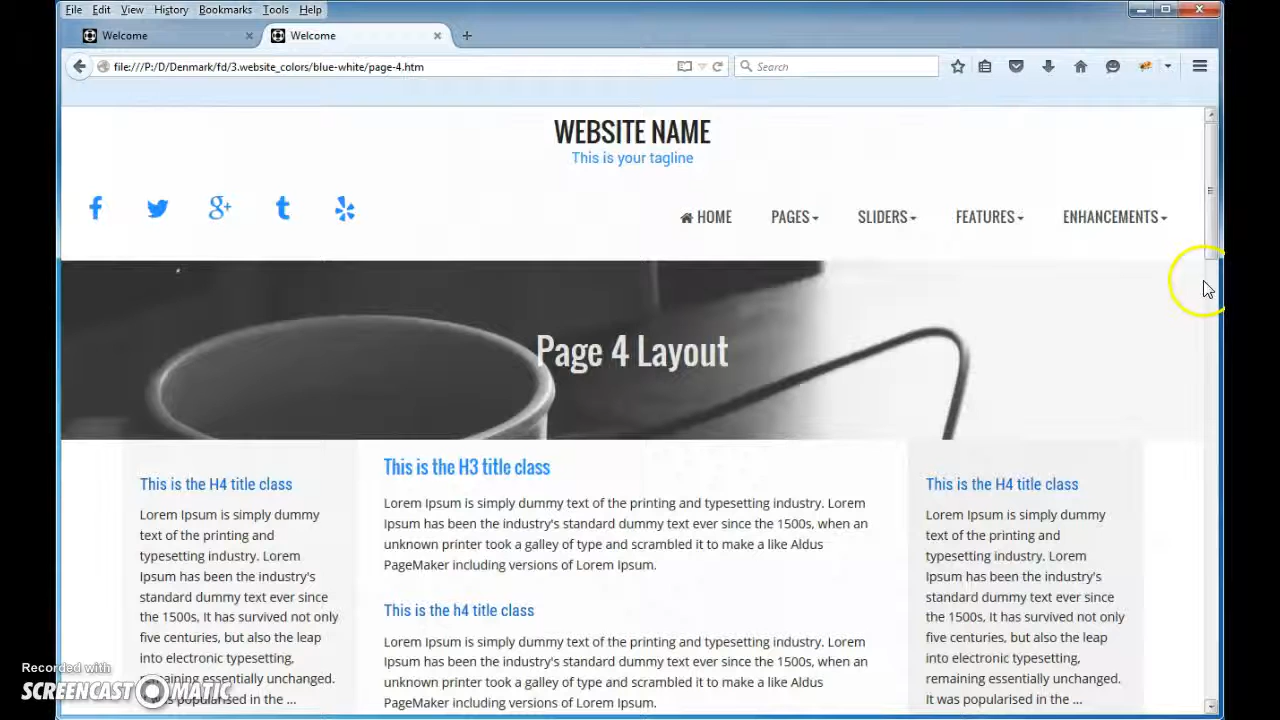 File Edit View History Bookmarks Tools Help
Welcome
Welcome
file:///P:/D/Denmark/fd/3.website_colors/blue-white/page-4.htm
Search
WEBSITE NAME
This is your tagline
HOME PAGES SLIDERS FEATURES ENHANCEMENTS
Page 4 Layout
This is the H4 title class
Lorem Ipsum is simply dummy
text of the printing and
typesetting industry. Lorem
Ipsum has been the industry's
standard dummy text ever since
the 1500s, It has survived not only
five centuries, but also the leap
into electronic typesetting,
remaining essentially unchanged.
It was popularised in the ...
This is the H3 title class
Lorem Ipsum is simply dummy text of the printing and typesetting industry. Lorem
Ipsum has been the industry's standard dummy text ever since the 1500s, when an
unknown printer took a galley of type and scrambled it to make a like Aldus
PageMaker including versions of Lorem Ipsum.
This is the h4 title class
Lorem Ipsum is simply dummy text of the printing and typesetting industry. Lorem
Ipsum has been the industry's standard dummy text ever since the 1500s, when an
unknown printer took a galley of type and scrambled it to make a like Aldus
PageMaker including versions of Lorem Ipsum.
This is the H4 title class
Lorem Ipsum is simply dummy
text of the printing and
typesetting industry. Lorem
Ipsum has been the industry's
standard dummy text ever since
the 1500s, It has survived not only
five centuries, but also the leap
into electronic typesetting,
remaining essentially unchanged.
It was popularised in the ...
Recorded with
SCREENCAST O MATIC